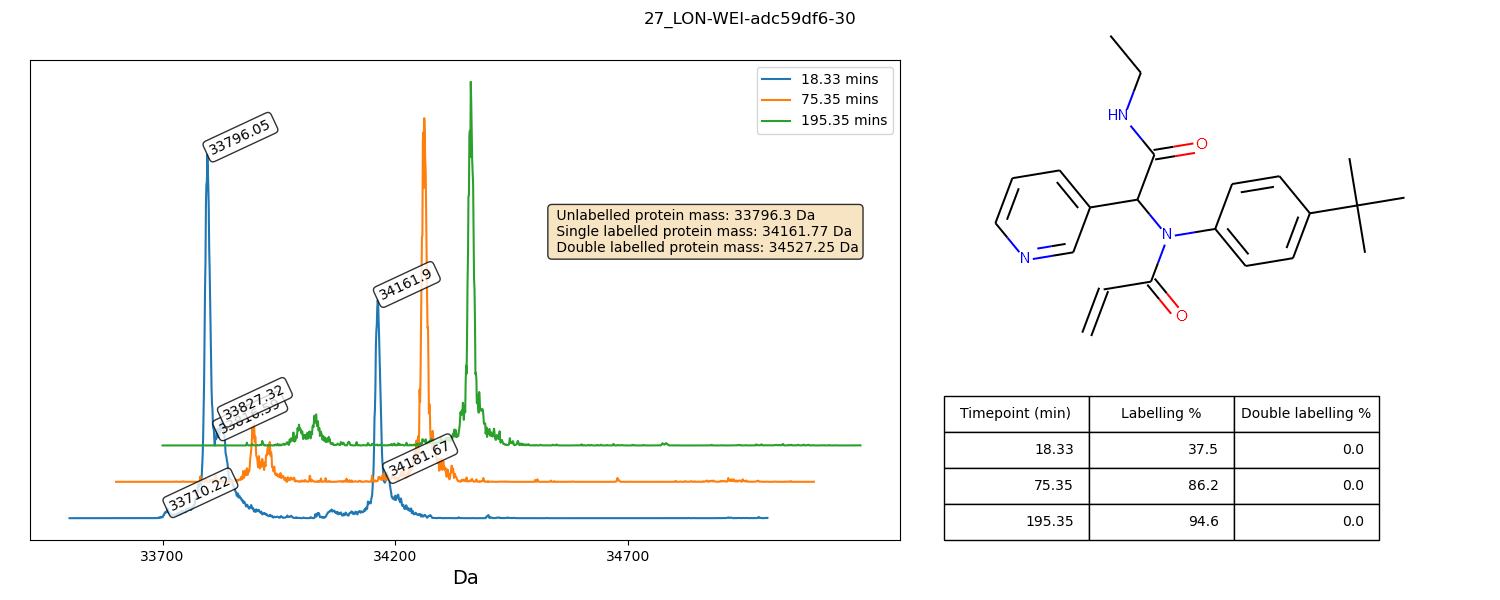 27_LON-WEI-adc59df6-30
18.33 mins
75.35 mins
195.35 mins
33796.05
Unlabelled protein mass: 33796.3 Da
Single labelled protein mass: 34161.77 Da
Double labelled protein mass: 34527.25 Da
34161.9
33827.32
34181.67
33710.22
33700
34200
34700
Da
HN
O
N
N
O
Timepoint (min) Labelling % Double labelling %
18.33 37.5 0.0
75.35 86.2 0.0
195.35 94.6 0.0